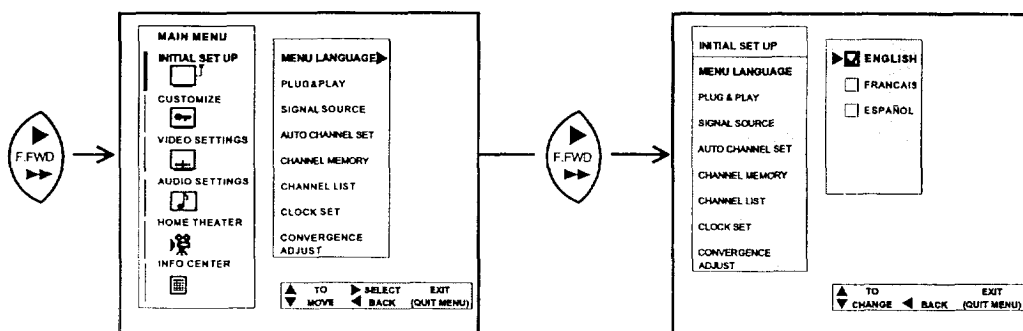 F.FWD
MAIN MENU
INITIAL SET UP
CUSTOMIZE
VIDEO SETTINGS
AUDIO SETTINGS
HOME THEATER
INFO CENTER
MENU LANGUAGE
PLUG&PLAY
SIGNAL SOURCE
AUTO CHANNEL SET
CHANNEL MEMORY
CHANNEL LIST
CLOCK SET
CONVERGENCE
ADJUST
TO SELECT EXIT
MOVE BACK (QUIT MENU)
F.FWD
INITIAL SET UP
MENU LANGUAGE
PLUG & PLAY
SIGNAL SOURCE
AUTO CHANNEL SET
CHANNEL MEMORY
CHANNEL LIST
CLOCK SET
CONVERGENCE
ADJUST
ENGLISH
FRANCAIS
ESPAÑOL
TO EXIT
CHANGE BACK (QUIT MENU)